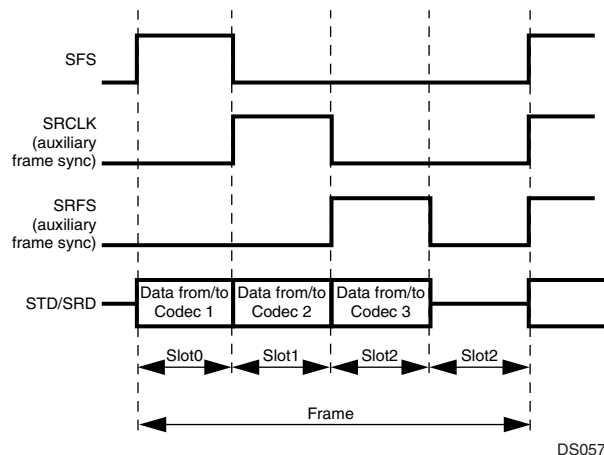 SFS
SRCLK
(auxiliary
frame sync)
SRFS
(auxiliary
frame sync)
STD/SRD
Data from/to
Codec 1
Data from/to
Codec 2
Data from/to
Codec 3
Slot0
Slot1
Slot2
Slot2
Frame
DS057